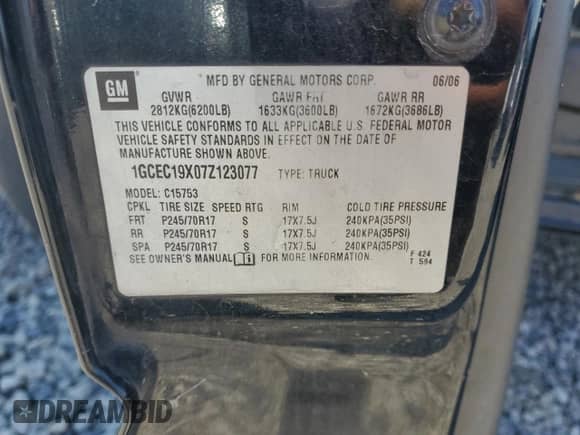 GM
MFD BY GENERAL MOTORS CORP. 06/06
GVWR GAWR FRT GAWR RR
2812KG(6200LB) 1633KG(3600LB) 1672KG(3686LB)
THIS VEHICLE CONFORMS TO ALL APPLICABLE U.S. FEDERAL MOTOR
VEHICLE SAFETY STANDARDS IN EFFECT ON THE DATE OF
MANUFACTURE SHOWN ABOVE.
1GCEC19X07Z123077 TYPE: TRUCK
MODEL: C15753
CPKL TIRE SIZE SPEED RTG RIM COLD TIRE PRESSURE
FRT P245/70R17 S 17X7.5J 240KPA(35PSI)
RR P245/70R17 S 17X7.5J 240KPA(35PSI)
SPA P245/70R17 S 17X7.5J 240KPA(35PSI)
SEE OWNER'S MANUAL FOR MORE INFORMATION.
F 424
T 594
DREAMBID